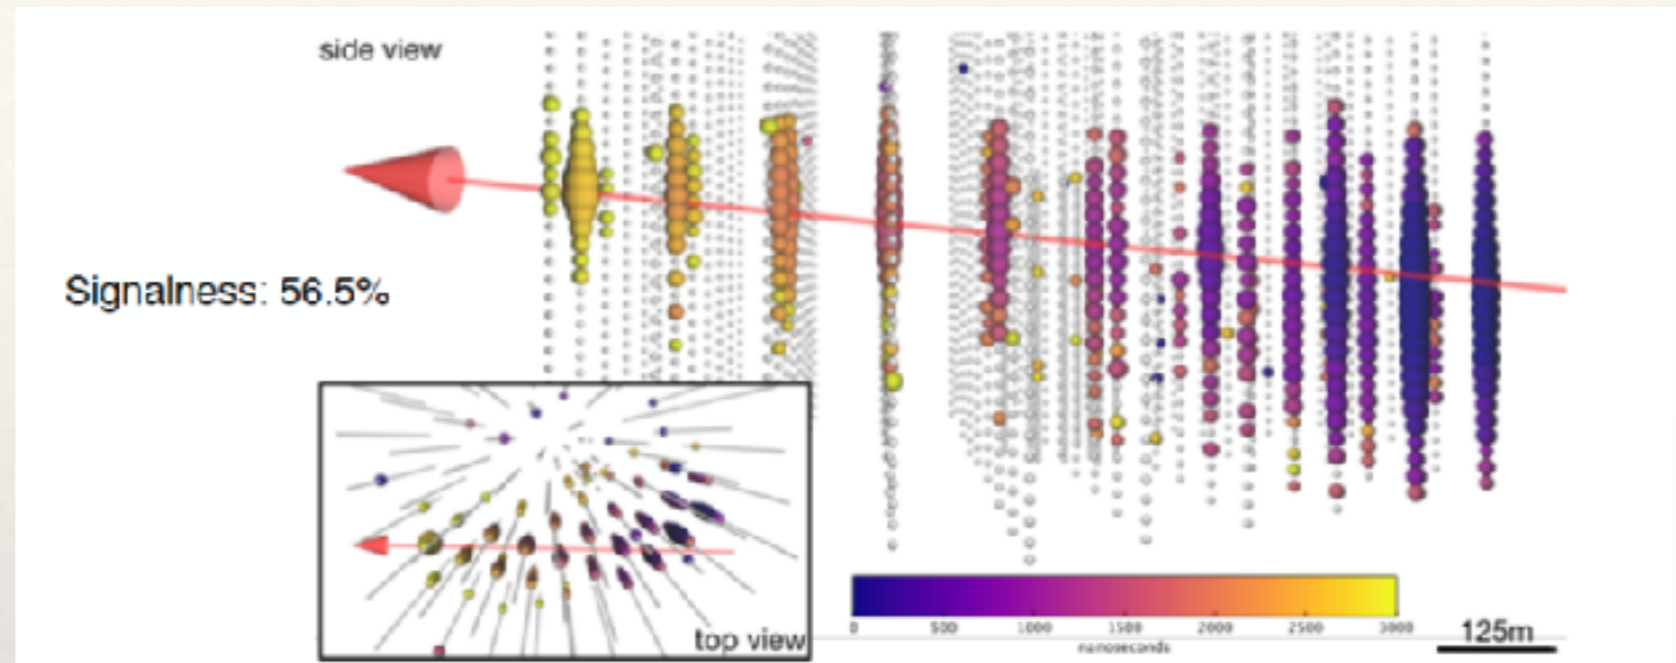 side view
Signalness: 56.5%
top view
0 500 1000 1500 2000 2500 3000
nanoseconds
125m